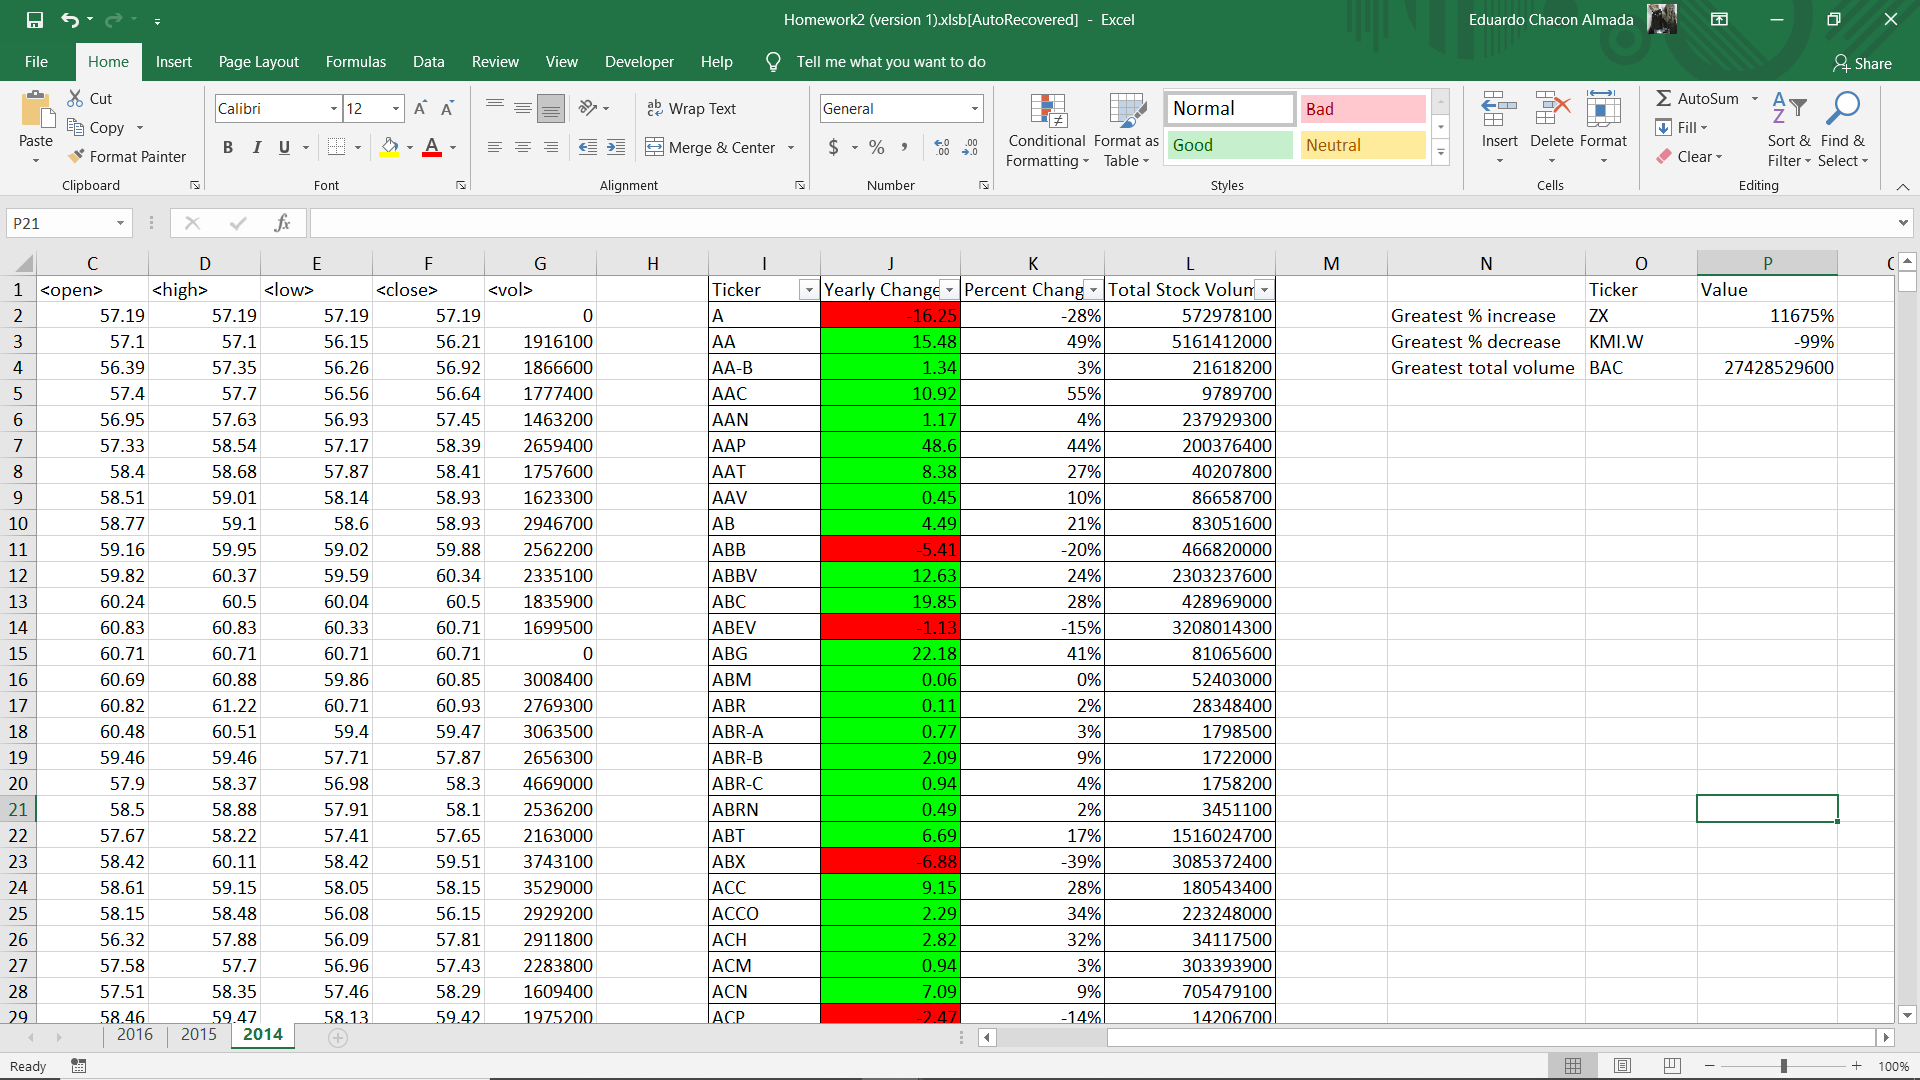 Homework2 (version 1).xlsb[AutoRecovered] - Excel
Eduardo Chacon Almada
File Home Insert Page Layout Formulas Data Review View Developer Help Tell me what you want to do Share
Paste
Cut
Copy
Format Painter
Clipboard
Calibri 12
B I U A
Font
Wrap Text
Merge & Center
Alignment
General
$ % ,
Number
Conditional Formatting
Format as Table
Normal Bad
Good Neutral
Styles
Insert Delete Format
Cells
AutoSum
Fill
Clear
Sort & Filter
Find & Select
Editing
P21 fx
C D E F G H I J K L M N O P
1 <open> <high> <low> <close> <vol> Ticker Yearly Change Percent Chang Total Stock Volum Ticker Value
2 57.19 57.19 57.19 57.19 0 A -16.25 -28% 572978100 Greatest % increase ZX 11675%
3 57.1 57.1 56.15 56.21 1916100 AA 15.48 49% 5161412000 Greatest % decrease KMI.W -99%
4 56.39 57.35 56.26 56.92 1866600 AA-B 1.34 3% 21618200 Greatest total volume BAC 27428529600
5 57.4 57.7 56.56 56.64 1777400 AAC 10.92 55% 9789700
6 56.95 57.63 56.93 57.45 1463200 AAN 1.17 4% 237929300
7 57.33 58.54 57.17 58.39 2659400 AAP 48.6 44% 200376400
8 58.4 58.68 57.87 58.41 1757600 AAT 8.38 27% 40207800
9 58.51 59.01 58.14 58.93 1623300 AAV 0.45 10% 86658700
10 58.77 59.1 58.6 58.93 2946700 AB 4.49 21% 83051600
11 59.16 59.95 59.02 59.88 2562200 ABB -5.41 -20% 466820000
12 59.82 60.37 59.59 60.34 2335100 ABBV 12.63 24% 2303237600
13 60.24 60.5 60.04 60.5 1835900 ABC 19.85 28% 428969000
14 60.83 60.83 60.33 60.71 1699500 ABEV -1.13 -15% 3208014300
15 60.71 60.71 60.71 60.71 0 ABG 22.18 41% 81065600
16 60.69 60.88 59.86 60.85 3008400 ABM 0.06 0% 52403000
17 60.82 61.22 60.71 60.93 2769300 ABR 0.11 2% 28348400
18 60.48 60.51 59.4 59.47 3063500 ABR-A 0.77 3% 1798500
19 59.46 59.46 57.71 57.87 2656300 ABR-B 2.09 9% 1722000
20 57.9 58.37 56.98 58.3 4669000 ABR-C 0.94 4% 1758200
21 58.5 58.88 57.91 58.1 2536200 ABRN 0.49 2% 3451100
22 57.67 58.22 57.41 57.65 2163000 ABT 6.69 17% 1516024700
23 58.42 60.11 58.42 59.51 3743100 ABX -6.88 -39% 3085372400
24 58.61 59.15 58.05 58.15 3529000 ACC 9.15 28% 180543400
25 58.15 58.48 56.08 56.15 2929200 ACCO 2.29 34% 223248000
26 56.32 57.88 56.09 57.81 2911800 ACH 2.82 32% 34117500
27 57.58 57.7 56.96 57.43 2283800 ACM 0.94 3% 303393900
28 57.51 58.35 57.46 58.29 1609400 ACN 7.09 9% 705479100
29 58.46 59.47 58.13 59.42 1975200 ACP -2.47 -14% 14206700
2016 2015 2014
Ready 100%